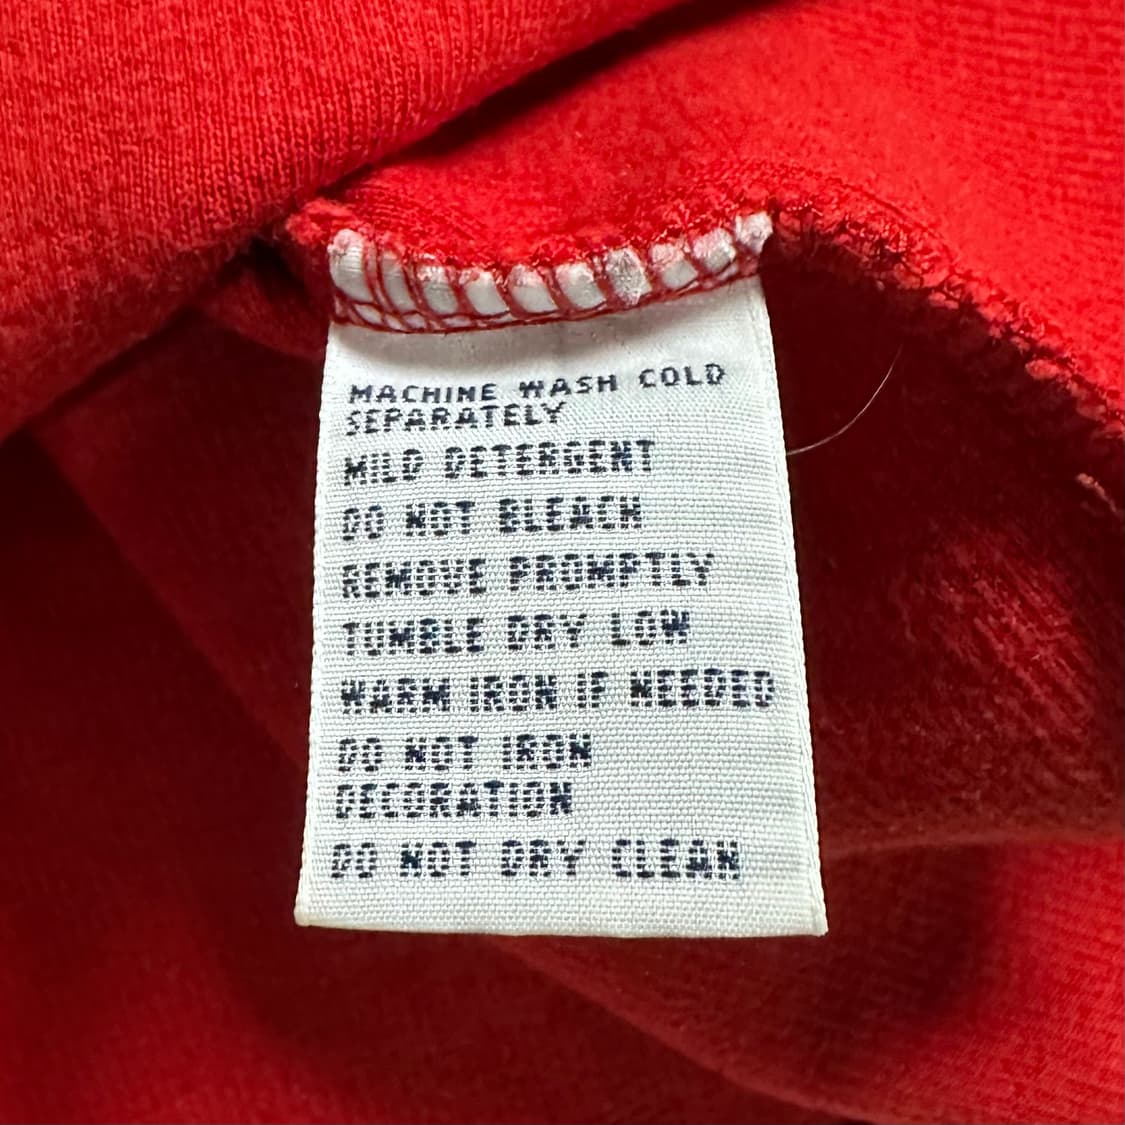 MACHINE WASH COLD
SEPARATELY
MILD DETERGENT
DO NOT BLEACH
REMOVE PROMPTLY
TUMBLE DRY LOW
WARM IRON IF NEEDED
DO NOT IRON
DECORATION
DO NOT DRY CLEAN